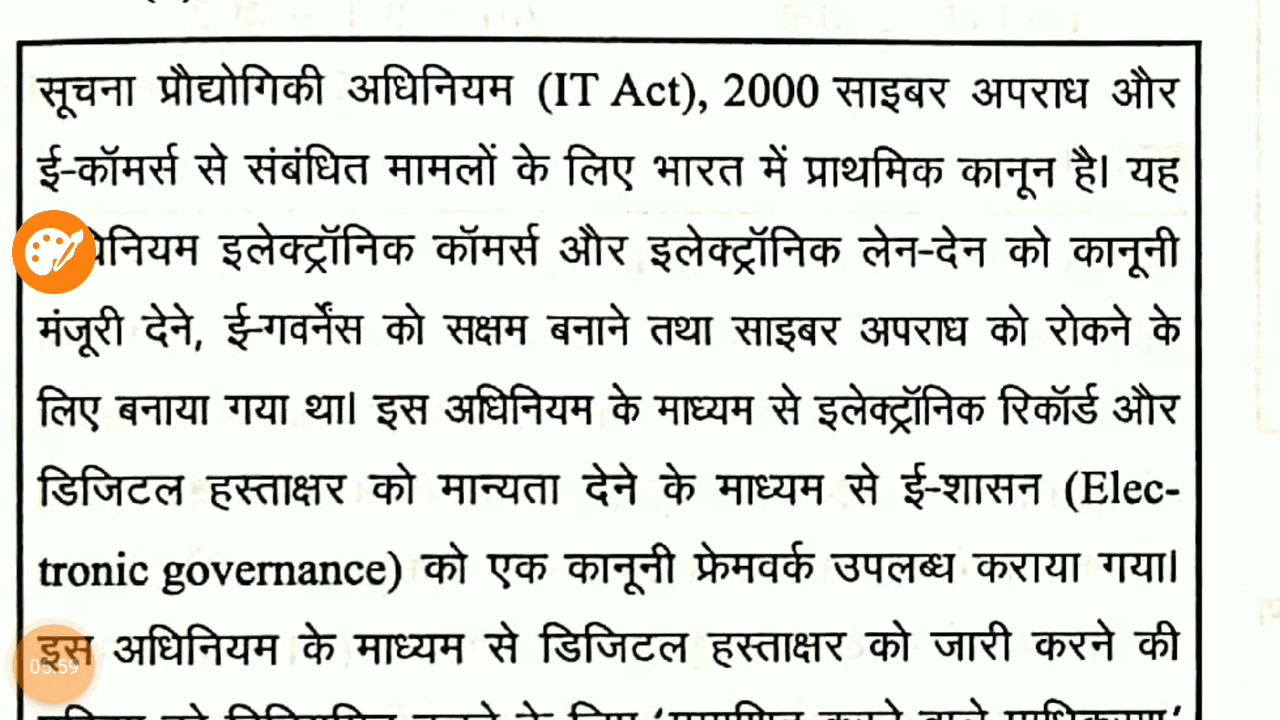 सूचना प्रौद्योगिकी अधिनियम (IT Act), 2000 साइबर अपराध और
ई-कॉमर्स से संबंधित मामलों के लिए भारत में प्राथमिक कानून है। यह
इलेक्ट्रॉनिक कॉमर्स और इलेक्ट्रॉनिक लेन-देन को कानूनी
मंजूरी देने, ई-गवर्नेंस को सक्षम बनाने तथा साइबर अपराध को रोकने के
लिए बनाया गया था। इस अधिनियम के माध्यम से इलेक्ट्रॉनिक रिकॉर्ड और
डिजिटल हस्ताक्षर को मान्यता देने के माध्यम से ई-शासन (Elec-
tronic governance) को एक कानूनी फ्रेमवर्क उपलब्ध कराया गया।
इस अधिनियम के माध्यम से डिजिटल हस्ताक्षर को जारी करने की
05:59